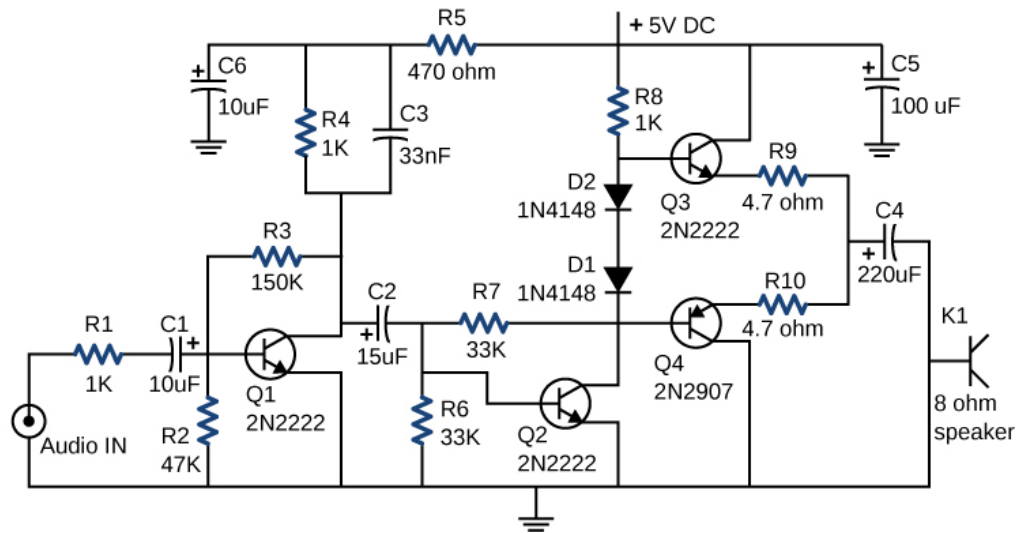 R5
+ 5V DC
470 ohm
+ C6
10uF
R4
1K
C3
33nF
R8
1K
+ C5
100 uF
R9
4.7 ohm
D2
1N4148
Q3
2N2222
C4
+
220uF
R3
150K
D1
1N4148
R10
4.7 ohm
C2
+
15uF
R7
33K
R1
1K
C1
+
10uF
Q1
2N2222
Q4
2N2907
K1
8 ohm
speaker
Audio IN
R2
47K
R6
33K
Q2
2N2222